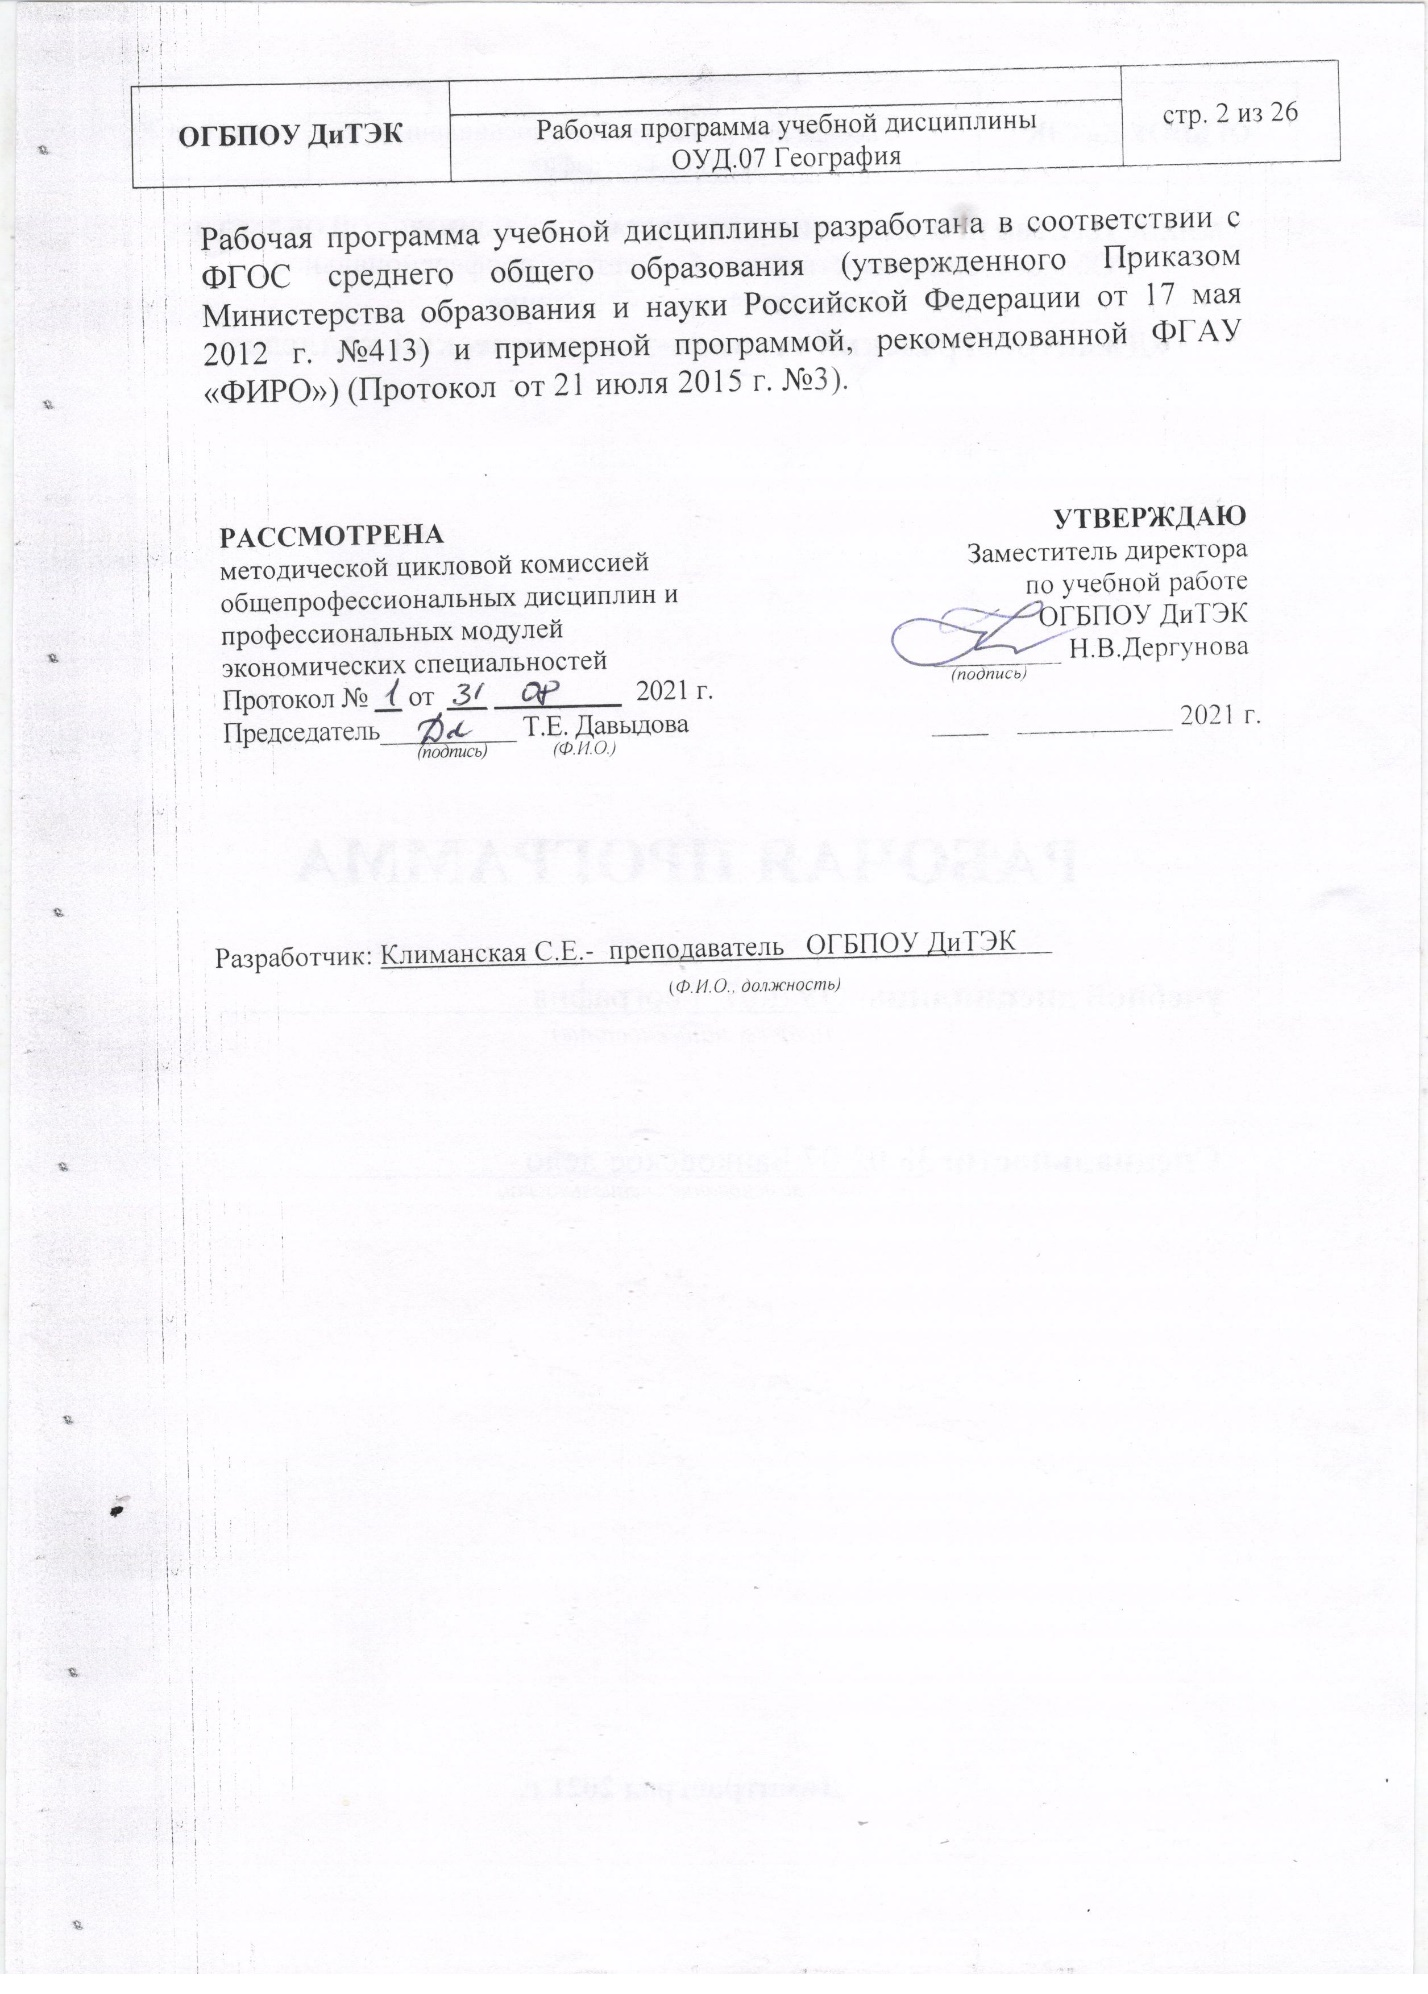 ОГБПОУ ДиТЭК
Рабочая программа учебной дисциплины
ОУД.07 География
стр. 2 из 26
Рабочая программа учебной дисциплины разработана в соответствии с
ФГОС среднего общего образования (утвержденного Приказом
Министерства образования и науки Российской Федерации от 17 мая
2012 г. №413) и примерной программой, рекомендованной ФГАУ
«ФИРО») (Протокол от 21 июля 2015 г. №3).
РАССМОТРЕНА
методической цикловой комиссией
общепрофессиональных дисциплин и
профессиональных модулей
экономических специальностей
Протокол № 1 от 31 08 2021 г.
Председатель____________ Т.Е. Давыдова
(подпись) (Ф.И.О.)
УТВЕРЖДАЮ
Заместитель директора
по учебной работе
ОГБПОУ ДиТЭК
__________ Н.В.Дергунова
(подпись)
____ ____________ 2021 г.
Разработчик: Климанская С.Е.- преподаватель ОГБПОУ ДиТЭК
(Ф.И.О., должность)